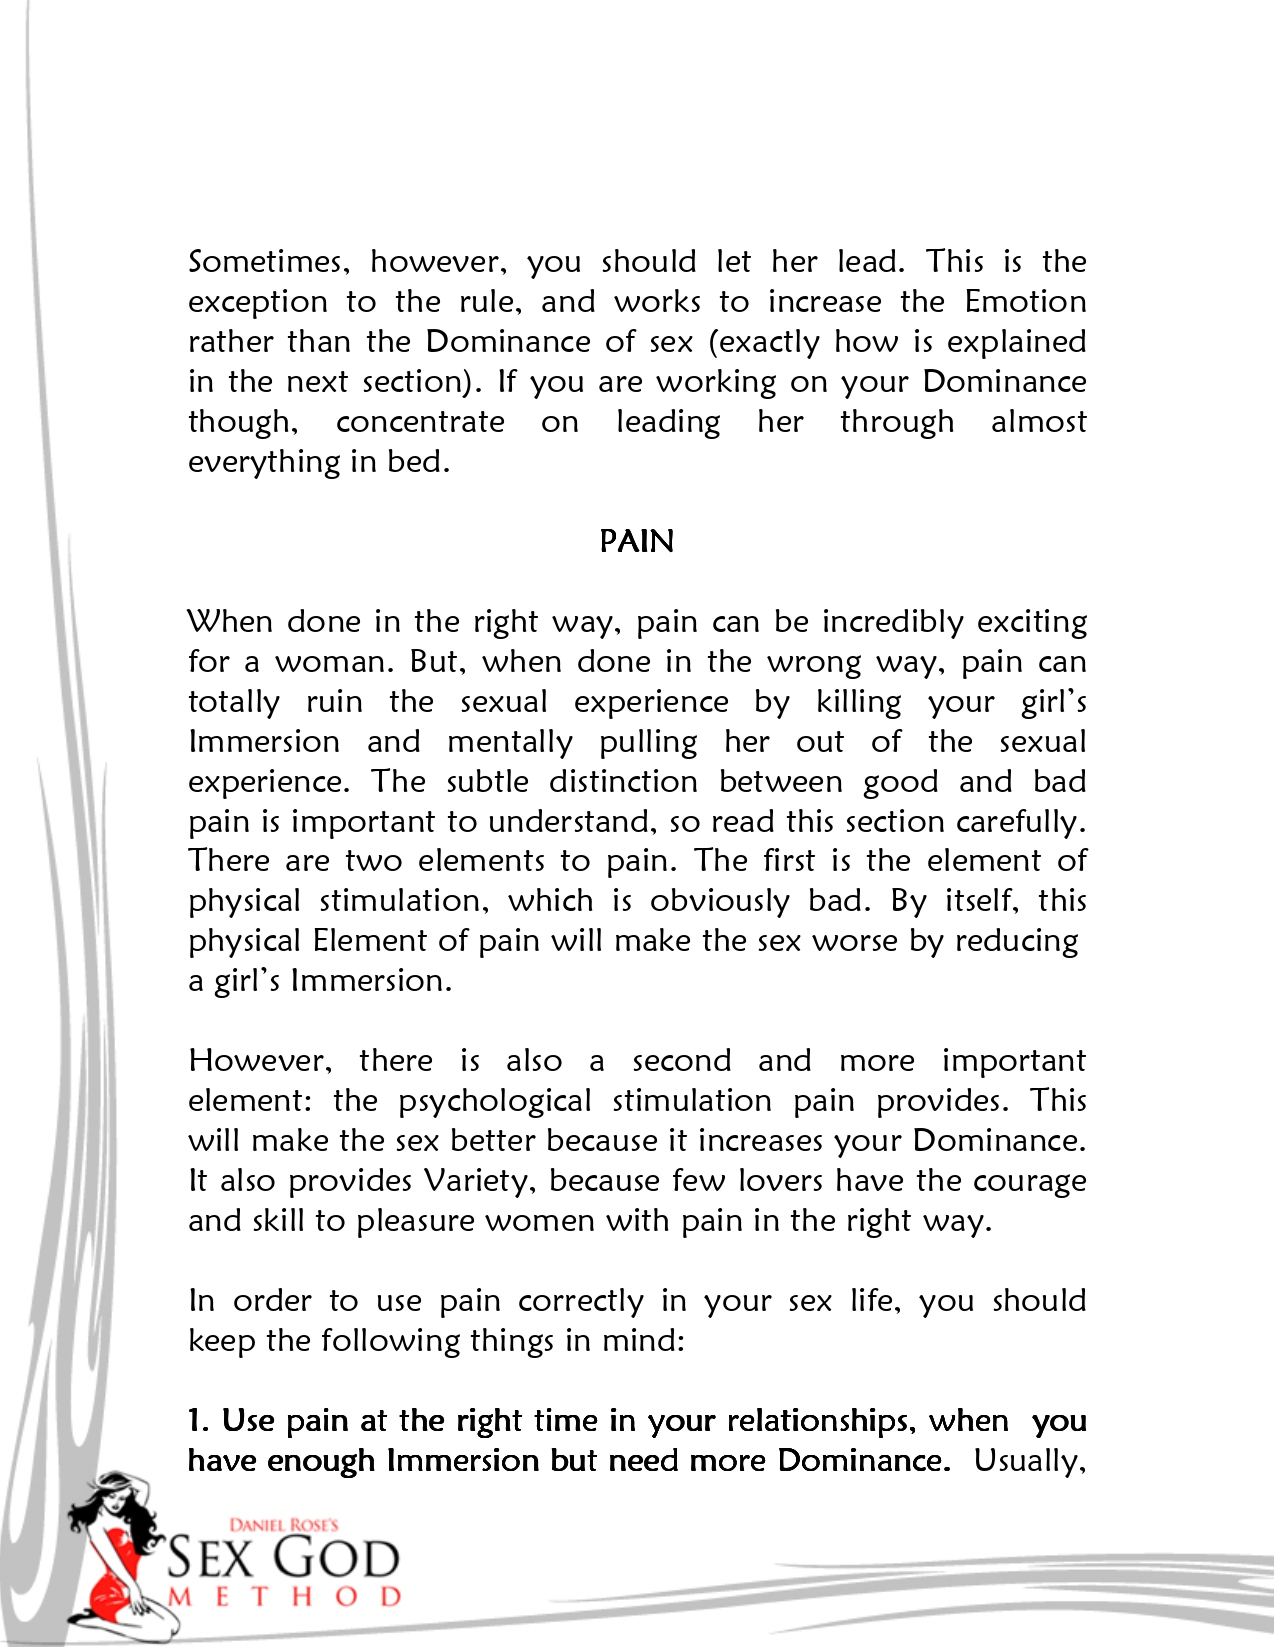 Sometimes, however, you should let her lead. This is the
exception to the rule, and works to increase the Emotion
rather than the Dominance of sex (exactly how is explained
in the next section). If you are working on your Dominance
though, concentrate on leading her through almost
everything in bed.
PAIN
When done in the right way, pain can be incredibly exciting
for a woman. But, when done in the wrong way, pain can
totally ruin the sexual experience by killing your girl's
Immersion and mentally pulling her out of the sexual
experience. The subtle distinction between good and bad
pain is important to understand, so read this section carefully.
There are two elements to pain. The first is the element of
physical stimulation, which is obviously bad. By itself, this
physical Element of pain will make the sex worse by reducing
a girl's Immersion.
However, there is also a second and more important
element: the psychological stimulation pain provides. This
will make the sex better because it increases your Dominance.
It also provides Variety, because few lovers have the courage
and skill to pleasure women with pain in the right way.
In order to use pain correctly in your sex life, you should
keep the following things in mind:
1. Use pain at the right time in your relationships, when you
have enough Immersion but need more Dominance. Usually,
DANIEL ROSE'S
SEX GOD
METHOD